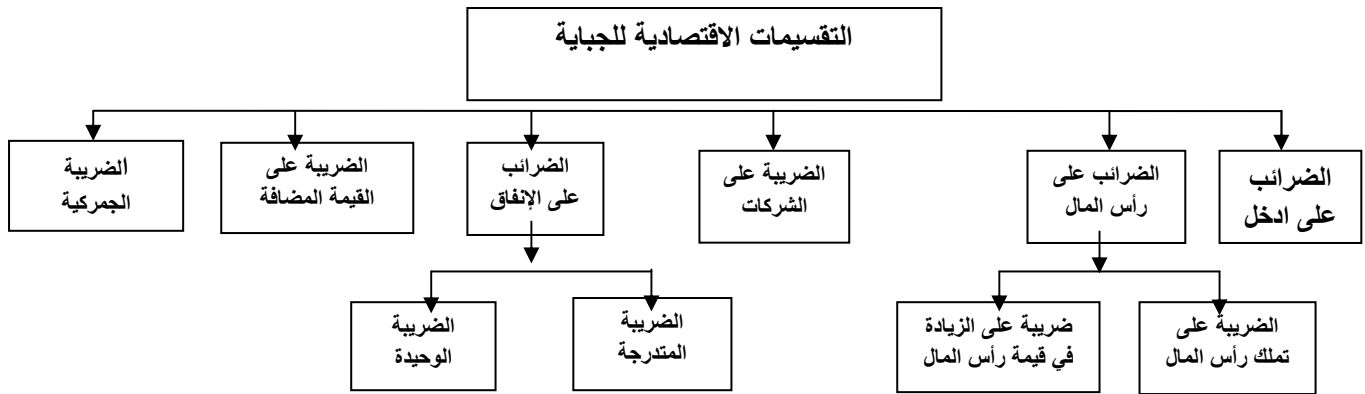 التقسيمات الاقتصادية للجباية
الضرائب
على ادخل
الضرائب على
رأس المال
الضريبة على
الشركات
الضرائب
على الإنفاق
الضريبة على
القيمة المضافة
الضريبة
الجمركية
الضريبة على
تملك رأس المال
ضريبة على الزيادة
في قيمة رأس المال
الضريبة
المتدرجة
الضريبة
الوحيدة